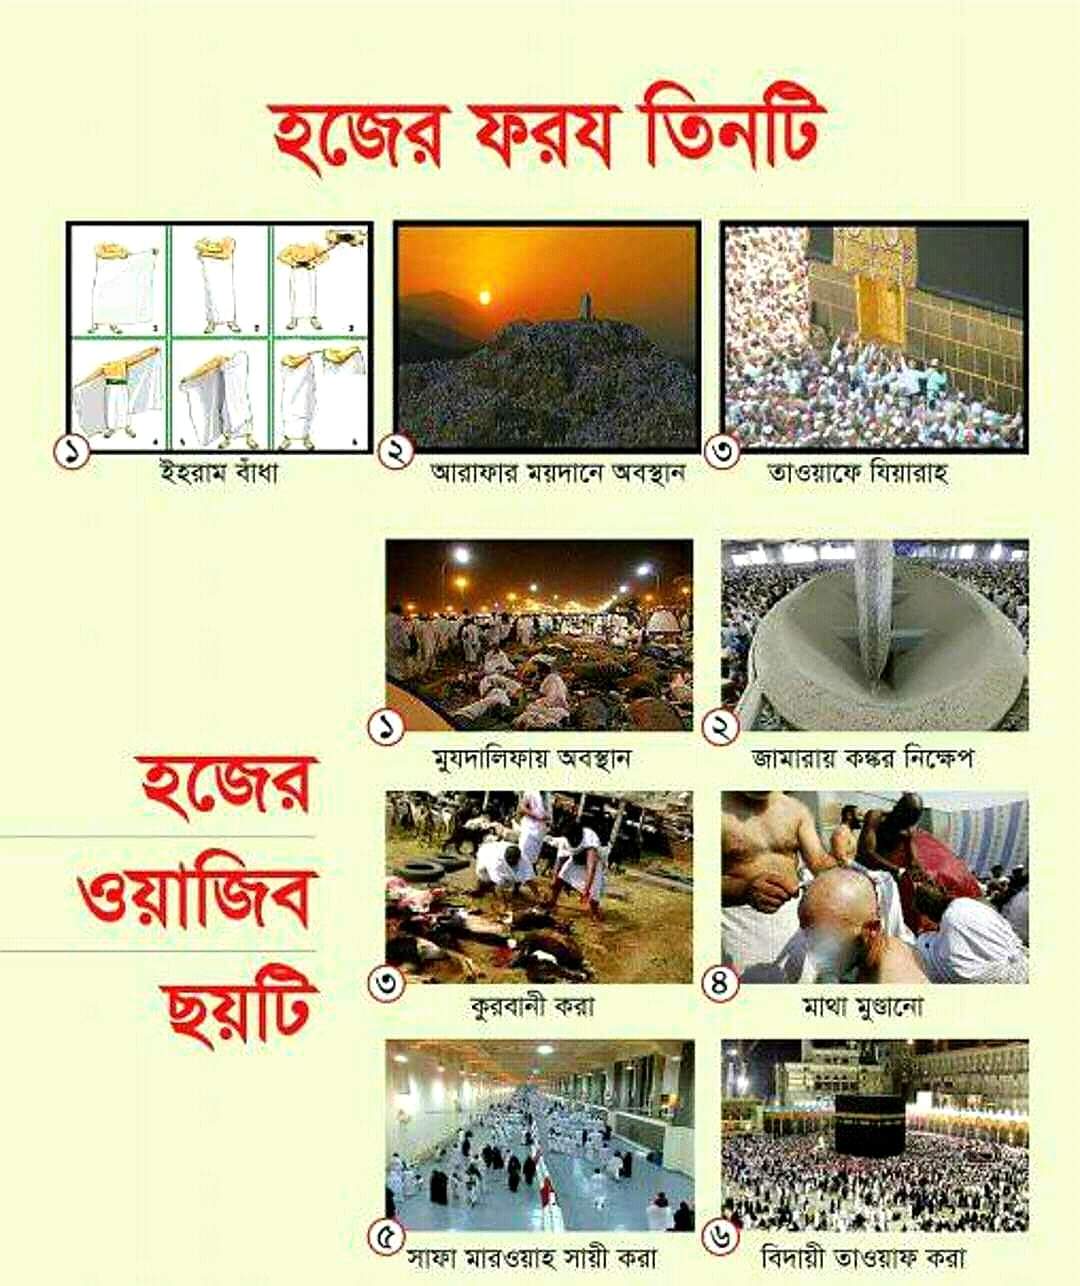 হজের ফরয তিনটি
১
ইহরাম বাঁধা
২
আরাফার ময়দানে অবস্থান
৩
তাওয়াফে যিয়ারাহ
হজের
ওয়াজিব
ছয়টি
১
মুযদালিফায় অবস্থান
২
জামারায় কঙ্কর নিক্ষেপ
৩
কুরবানী করা
৪
মাথা মুণ্ডানো
৫
সাফা মারওয়াহ সায়ী করা
৬
বিদায়ী তাওয়াফ করা